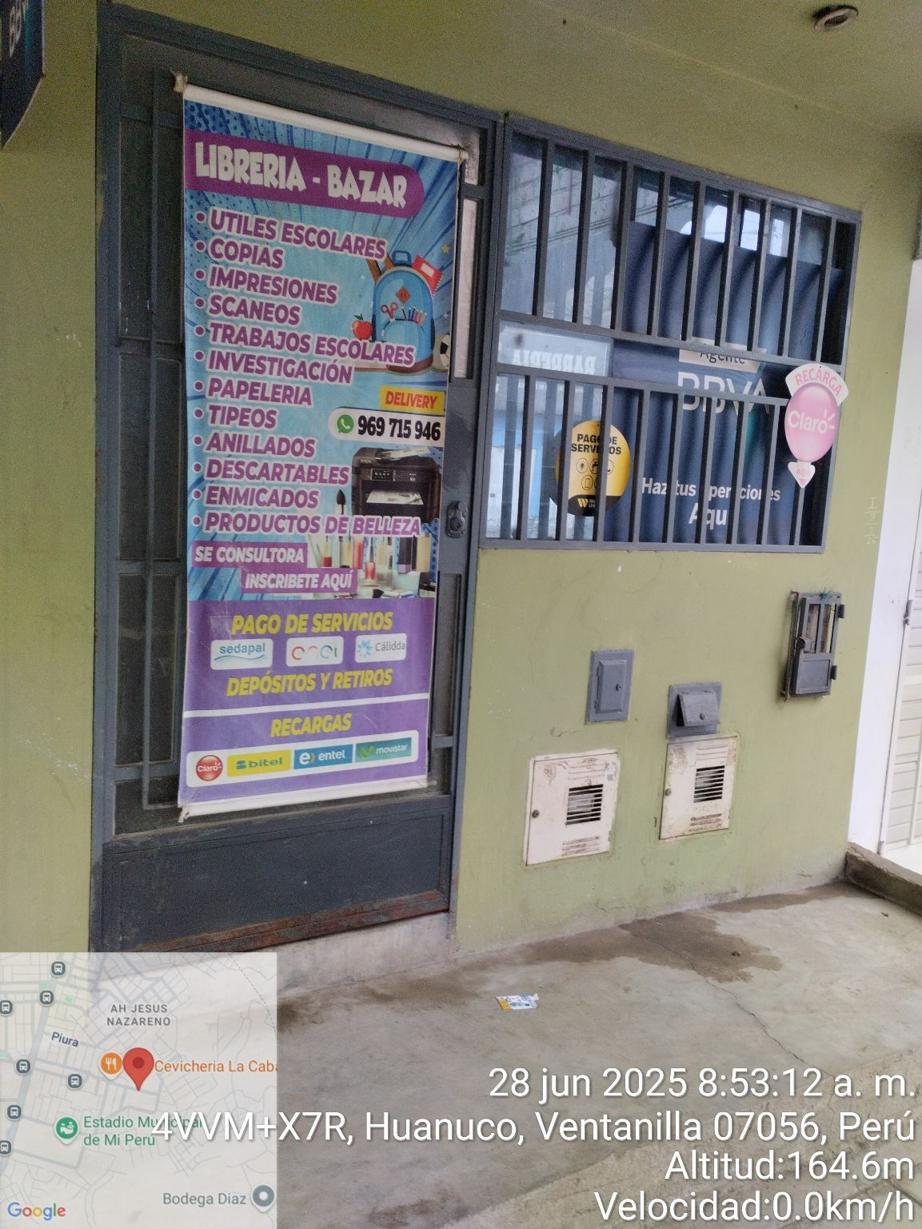 LIBRERIA - BAZAR
• UTILES ESCOLARES
• COPIAS
• IMPRESIONES
• SCANEOS
• TRABAJOS ESCOLARES
• INVESTIGACIÓN
• PAPELERIA
• TIPEOS
• ANILLADOS
• DESCARTABLES
• ENMICADOS
• PRODUCTOS DE BELLEZA
DELIVERY
969 715 946
SE CONSULTORA
INSCRIBETE AQUÍ
PAGO DE SERVICIOS
sedapal enel Cálidda
DEPÓSITOS Y RETIROS
RECARGAS
Claro bitel entel movistar
Agente
BBVA
Haz tus operaciones
Aquí
PAGO DE
SERVICIOS
RECARGA
Claro
AH JESUS
NAZARENO
Piura
Cevicheria La Caba
Estadio Municipal
de Mi Perú
Bodega Diaz
Google
28 jun 2025 8:53:12 a. m.
4VVM+X7R, Huanuco, Ventanilla 07056, Perú
Altitud:164.6m
Velocidad:0.0km/h